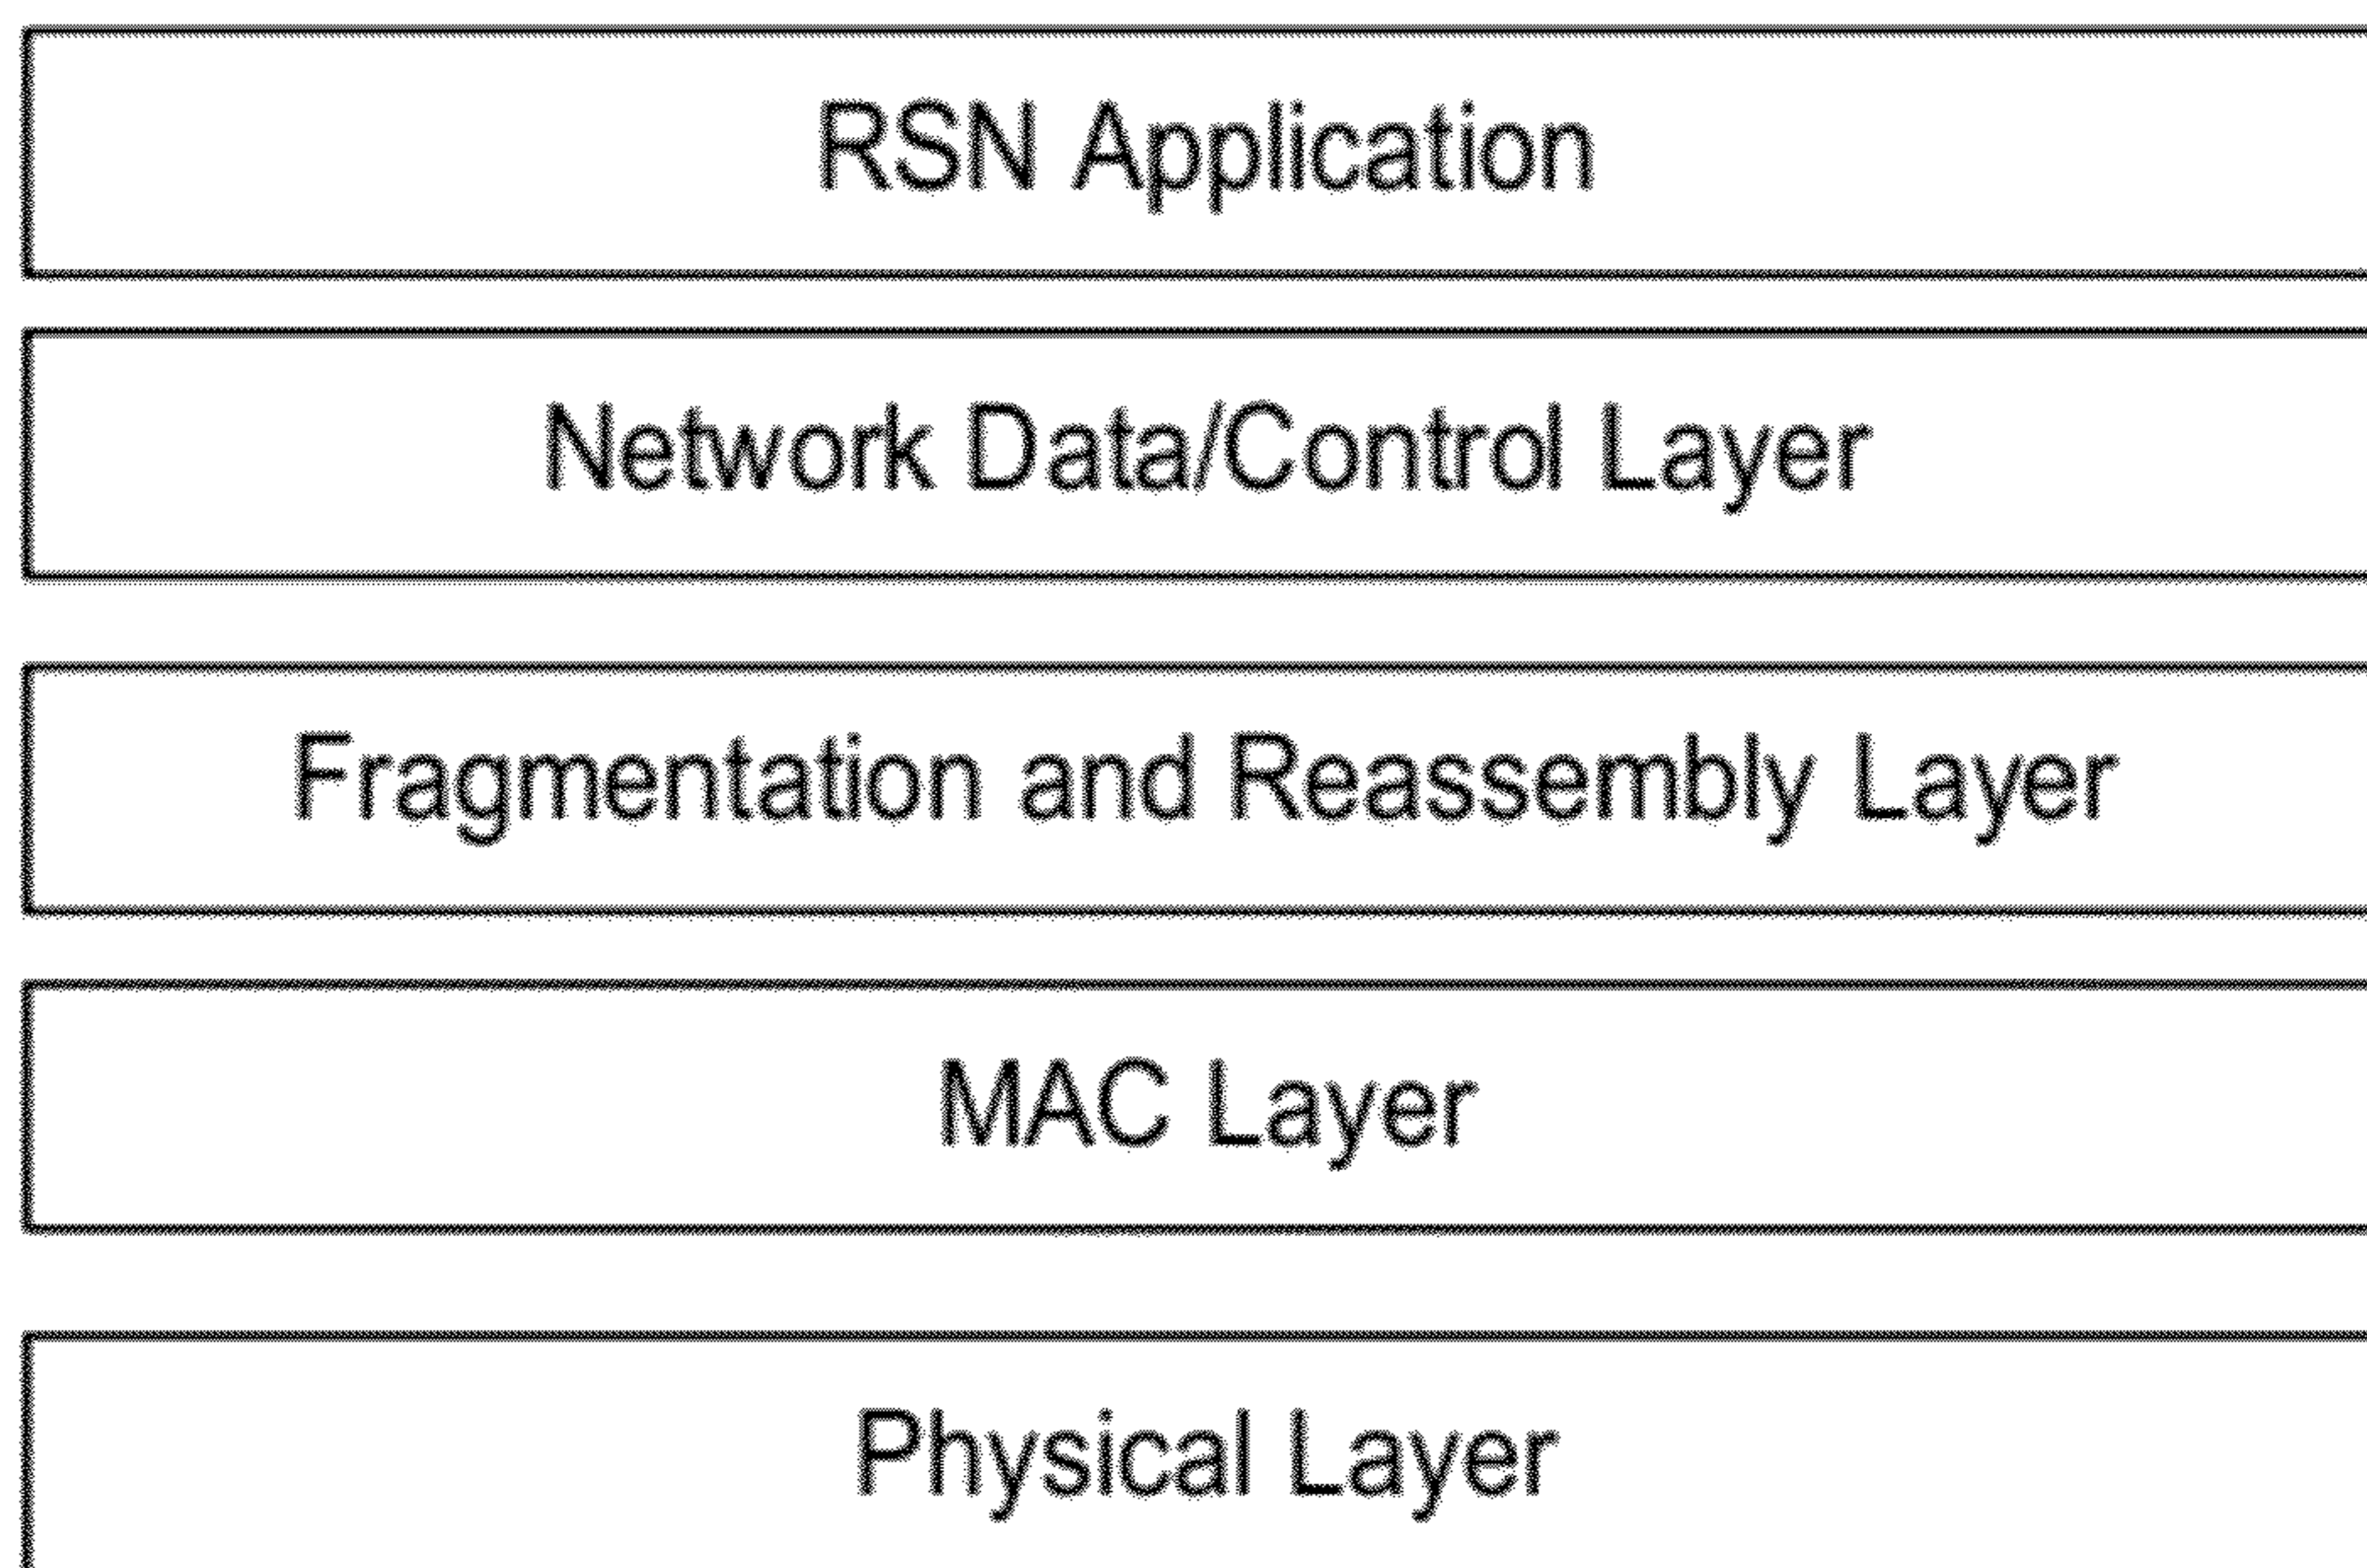 RSN Application
Network Data/Control Layer
Fragmentation and Reassembly Layer
MAC Layer
Physical Layer